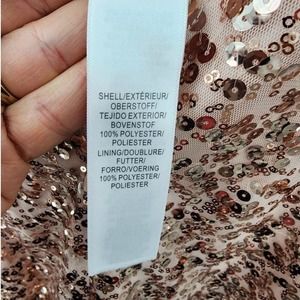 SHELL/EXTÉRIEUR/
OBERSTOFF/
TEJIDO EXTERIOR/
BOVENSTOF
100% POLYESTER/
POLIESTER
LINING/DOUBLURE/
FUTTER/
FORRO/VOERING
100% POLYESTER/
POLIESTER